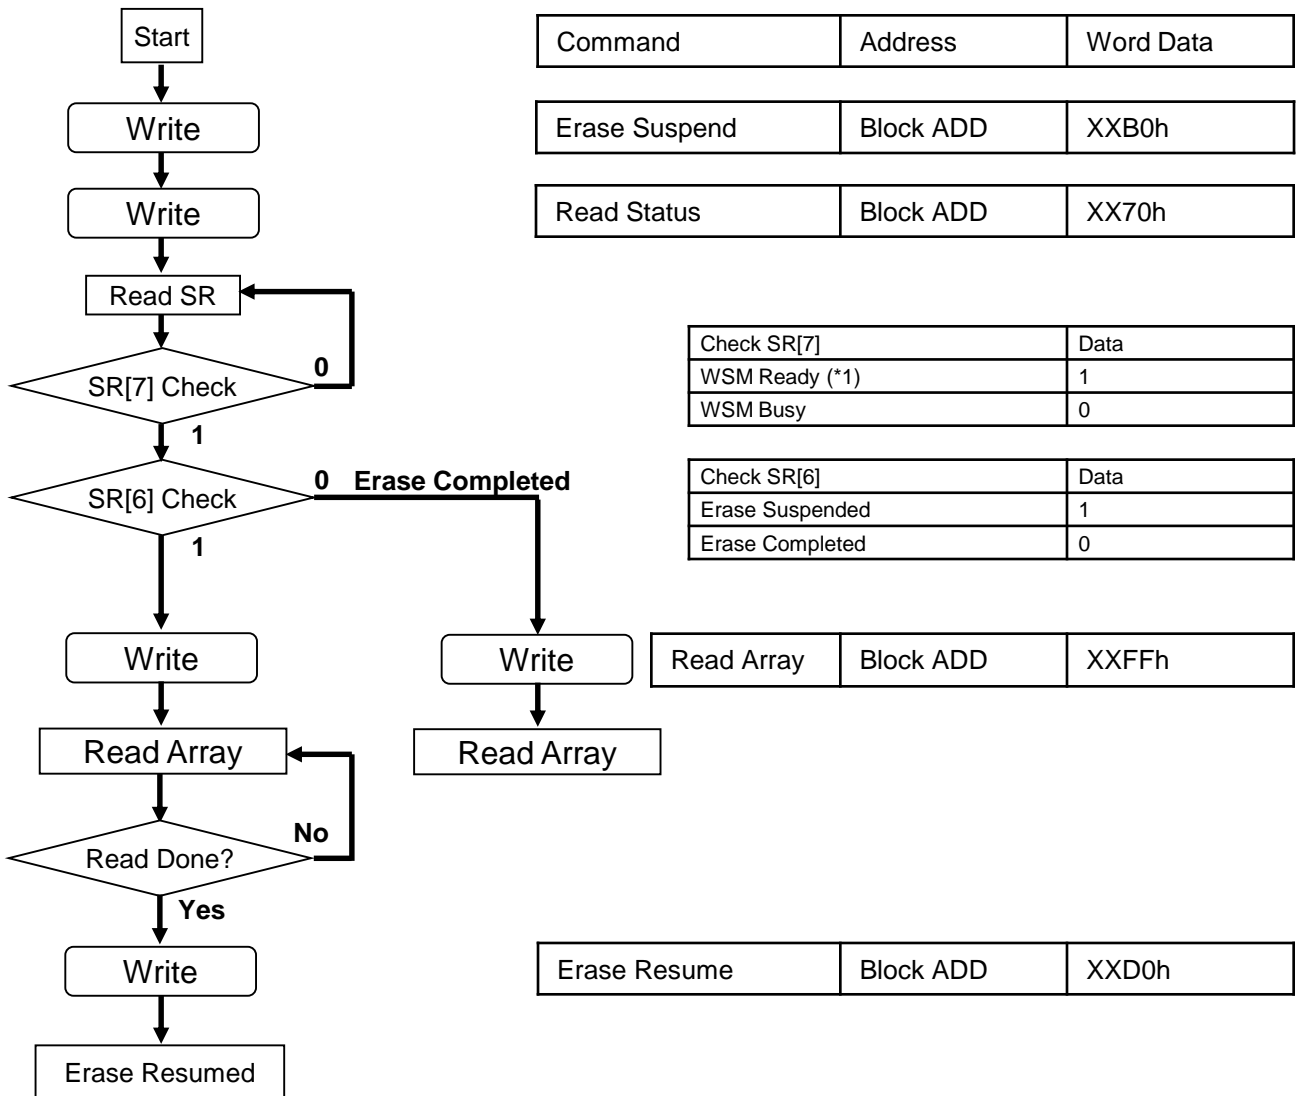 Start
Command Address Word Data
Write
Erase Suspend Block ADD XXB0h
Write
Read Status Block ADD XX70h
Read SR
SR[7] Check
0
1
Check SR[7] Data
WSM Ready (*1) 1
WSM Busy 0
SR[6] Check
0 Erase Completed
1
Check SR[6] Data
Erase Suspended 1
Erase Completed 0
Write
Write
Read Array Block ADD XXFFh
Read Array
Read Array
Read Done?
No
Yes
Write
Erase Resume Block ADD XXD0h
Erase Resumed